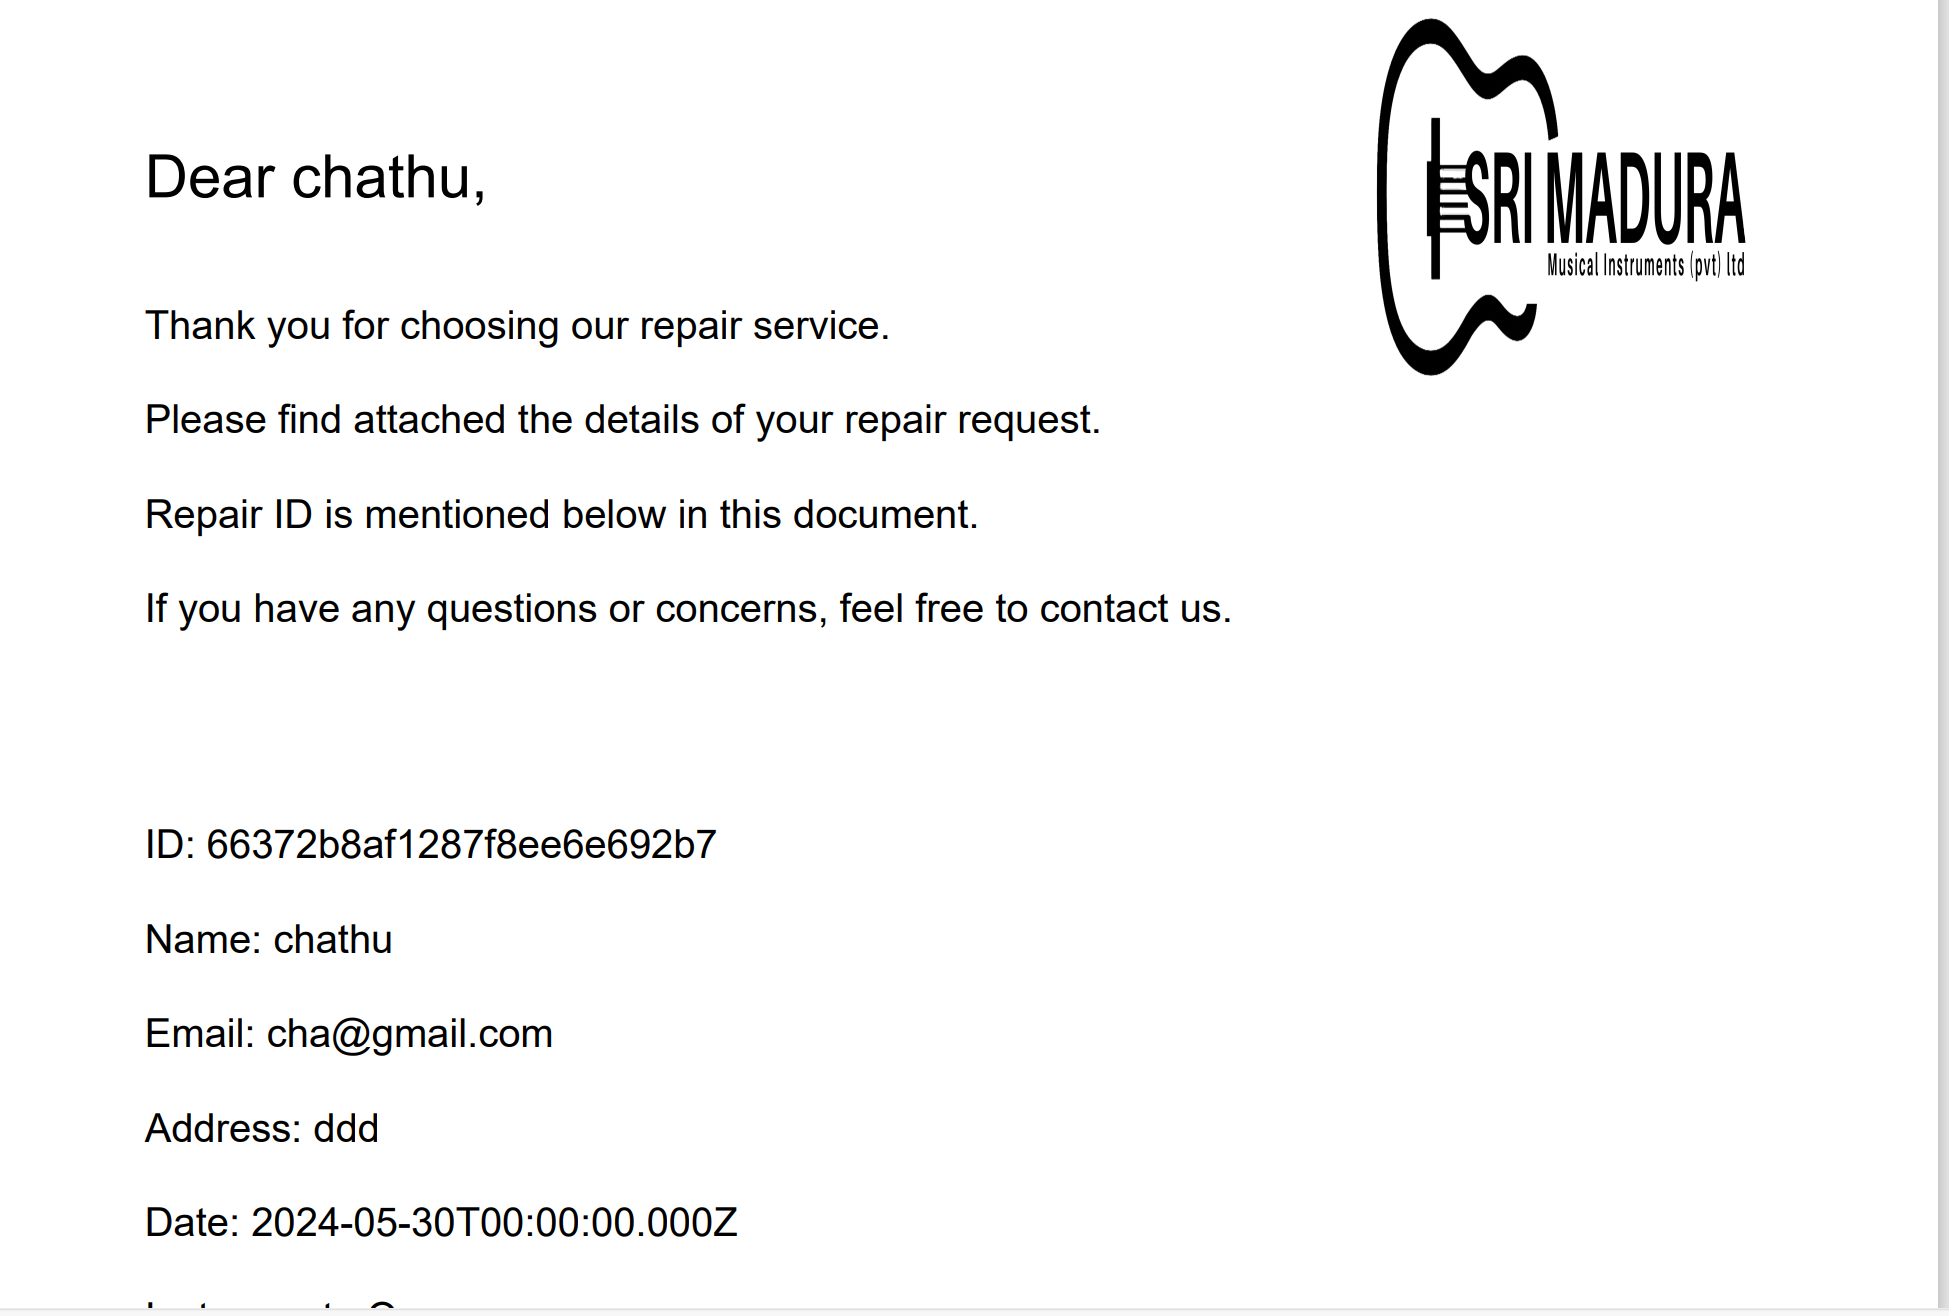 Dear chathu,
SRI MADURA
Musical Instruments (pvt) ltd
Thank you for choosing our repair service.
Please find attached the details of your repair request.
Repair ID is mentioned below in this document.
If you have any questions or concerns, feel free to contact us.
ID: 66372b8af1287f8ee6e692b7
Name: chathu
Email: cha@gmail.com
Address: ddd
Date: 2024-05-30T00:00:00.000Z